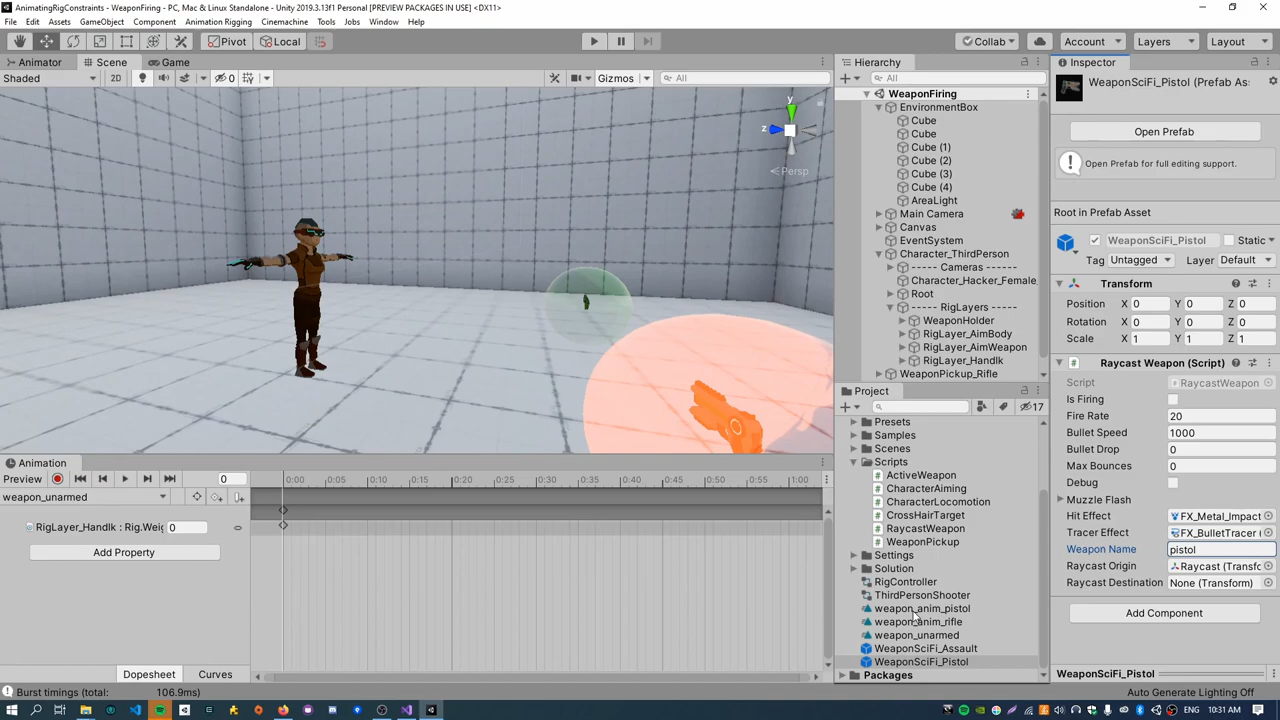 AnimatingRigConstraints - WeaponFiring - PC, Mac & Linux Standalone - Unity 2019.3.13f1 Personal [PREVIEW PACKAGES IN USE] <DX11>
File Edit Assets GameObject Component Animation Rigging Cinemachine Tools Jobs Window Help
Pivot Local Collab Account Layers Layout
Animator Scene Game
Shaded 2D 0 Gizmos All
y
z
Persp
Hierarchy
All
WeaponFiring
EnvironmentBox
Cube
Cube
Cube (1)
Cube (2)
Cube (3)
Cube (4)
AreaLight
Main Camera
Canvas
EventSystem
Character_ThirdPerson
----- Cameras ------
Character_Hacker_Female_
Root
----- RigLayers -----
WeaponHolder
RigLayer_AimBody
RigLayer_AimWeapon
RigLayer_HandIk
WeaponPickup_Rifle
Project
17
Presets
Samples
Scenes
Scripts
ActiveWeapon
CharacterAiming
CharacterLocomotion
CrossHairTarget
RaycastWeapon
WeaponPickup
Settings
Solution
RigController
ThirdPersonShooter
weapon_anim_pistol
weapon_anim_rifle
weapon_unarmed
WeaponSciFi_Assault
WeaponSciFi_Pistol
Packages
Inspector
WeaponSciFi_Pistol (Prefab As:
Open Prefab
Open Prefab for full editing support.
Root in Prefab Asset
WeaponSciFi_Pistol Static
Tag Untagged Layer Default
Transform
Position X 0 Y 0 Z 0
Rotation X 0 Y 0 Z 0
Scale X 1 Y 1 Z 1
Raycast Weapon (Script)
Script RaycastWeapon
Is Firing
Fire Rate 20
Bullet Speed 1000
Bullet Drop 0
Max Bounces 0
Debug
Muzzle Flash
Hit Effect FX_Metal_Impact
Tracer Effect FX_BulletTracer (
Weapon Name pistol
Raycast Origin Raycast (Transfo
Raycast Destination None (Transform)
Add Component
WeaponSciFi_Pistol
Animation
Preview 0 0:00 0:05 0:10 0:15 0:20 0:25 0:30 0:35 0:40 0:45 0:50 0:55 1:00
weapon_unarmed
RigLayer_HandIk : Rig.Weig 0
Add Property
Dopesheet Curves
Burst timings (total: 106.9ms)
Auto Generate Lighting Off
ENG 10:31 AM